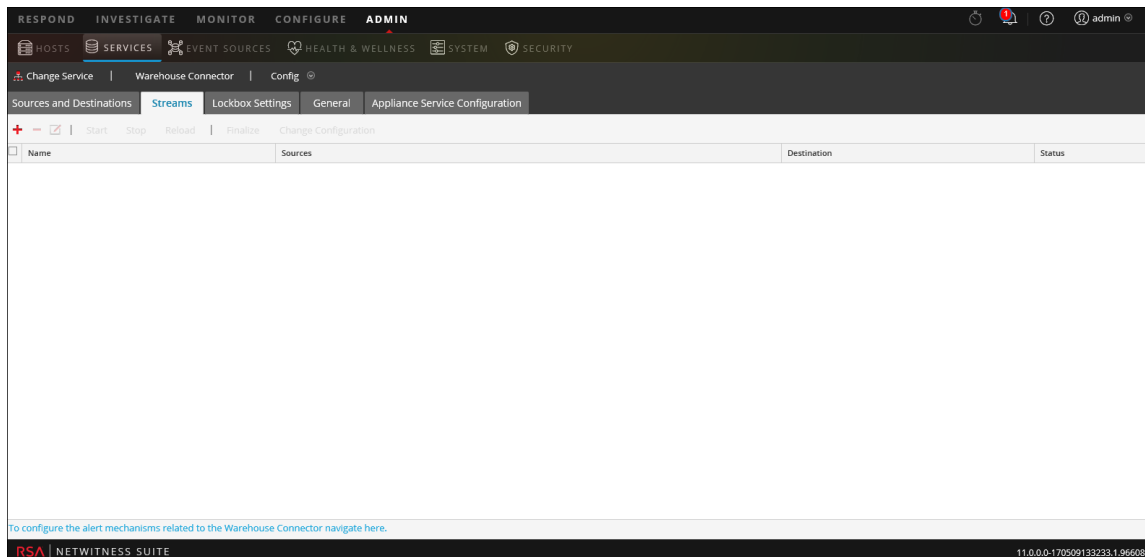 RESPOND INVESTIGATE MONITOR CONFIGURE ADMIN 1 admin
HOSTS SERVICES EVENT SOURCES HEALTH & WELLNESS SYSTEM SECURITY
Change Service | Warehouse Connector | Config
Sources and Destinations Streams Lockbox Settings General Appliance Service Configuration
Start Stop Reload | Finalize Change Configuration
Name Sources Destination Status
To configure the alert mechanisms related to the Warehouse Connector navigate here.
RSA | NETWITNESS SUITE 11.0.0.0-170509133233.1.96608